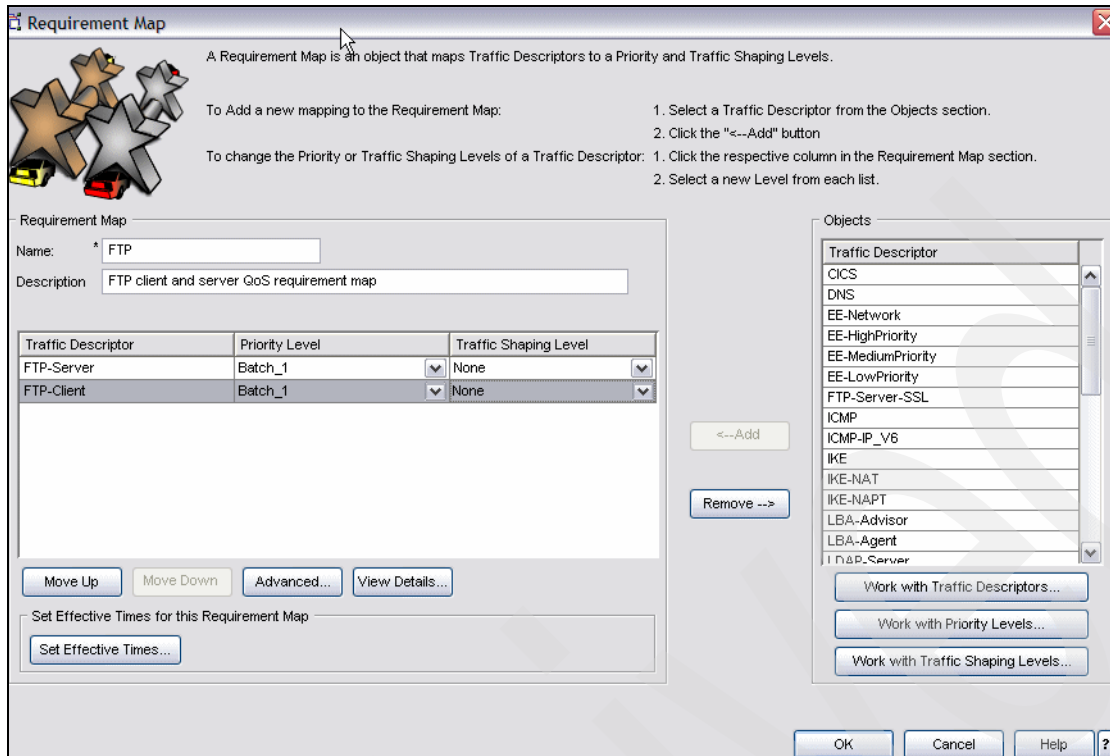 Requirement Map
A Requirement Map is an object that maps Traffic Descriptors to a Priority and Traffic Shaping Levels.
To Add a new mapping to the Requirement Map:
1. Select a Traffic Descriptor from the Objects section.
2. Click the "<--Add" button
To change the Priority or Traffic Shaping Levels of a Traffic Descriptor:
1. Click the respective column in the Requirement Map section.
2. Select a new Level from each list.
Requirement Map
Name: * FTP
Description FTP client and server QoS requirement map
Traffic Descriptor Priority Level Traffic Shaping Level
FTP-Server Batch_1 None
FTP-Client Batch_1 None
Move Up Move Down Advanced... View Details...
Set Effective Times for this Requirement Map
Set Effective Times...
<--Add
Remove -->
Objects
Traffic Descriptor
CICS
DNS
EE-Network
EE-HighPriority
EE-MediumPriority
EE-LowPriority
FTP-Server-SSL
ICMP
ICMP-IP_V6
IKE
IKE-NAT
IKE-NAPT
LBA-Advisor
LBA-Agent
LDAP-Server
Work with Traffic Descriptors...
Work with Priority Levels...
Work with Traffic Shaping Levels...
OK Cancel Help ?